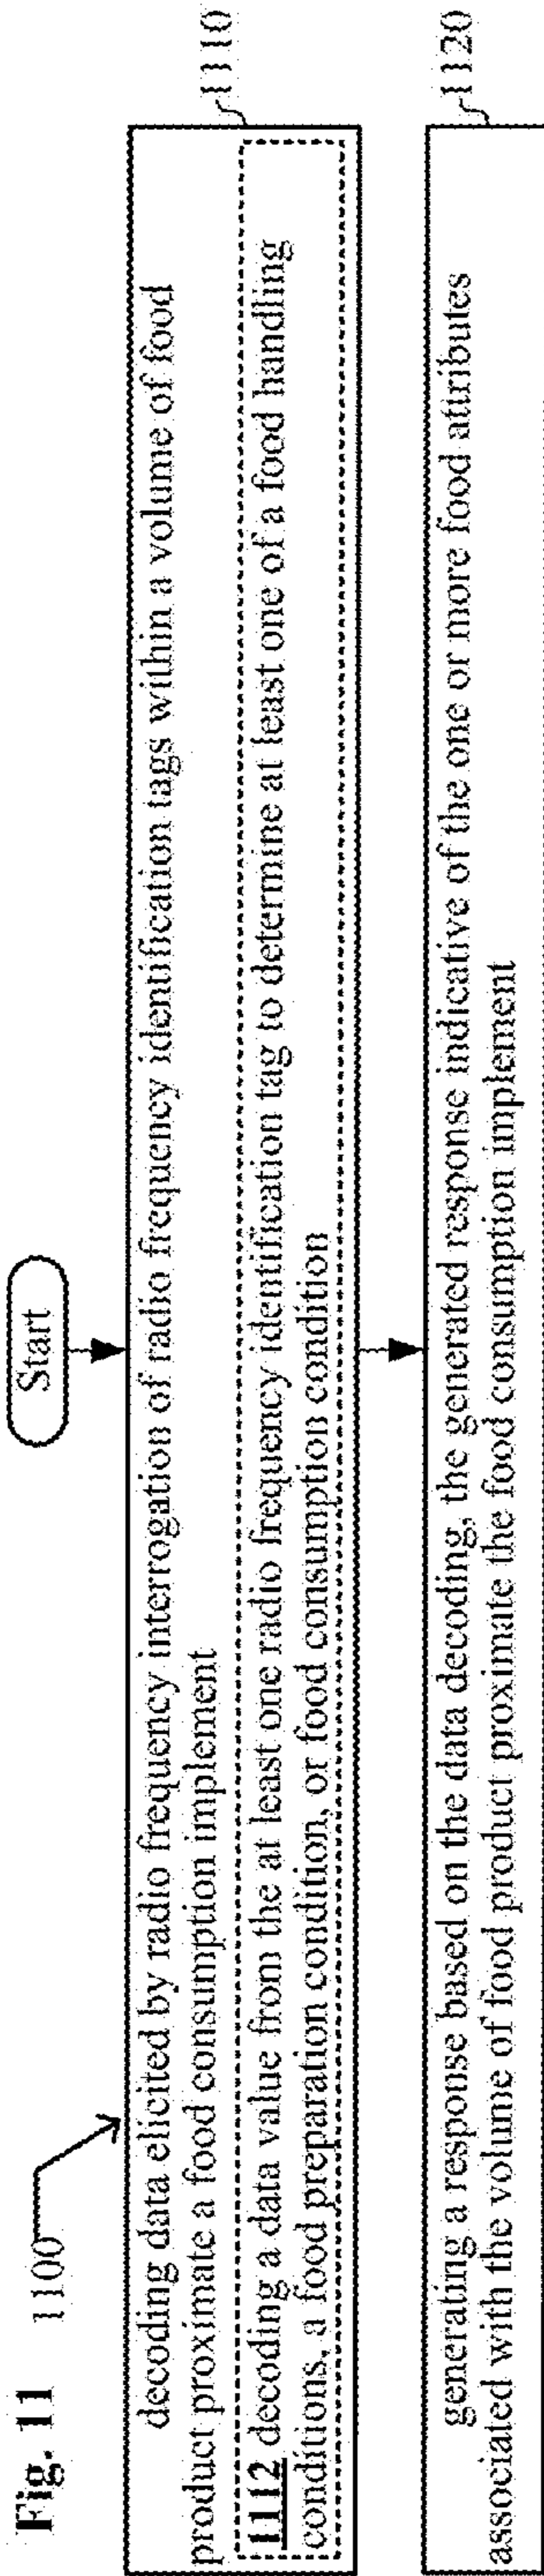 Fig. 11
1100
Start
decoding data elicited by radio frequency interrogation of radio frequency identification tags within a volume of food
product proximate a food consumption implement
1110
1112 decoding a data value from the at least one radio frequency identification tag to determine at least one of a food handling
conditions, a food preparation condition, or food consumption condition
generating a response based on the data decoding, the generated response indicative of the one or more food attributes
associated with the volume of food product proximate the food consumption implement
1120